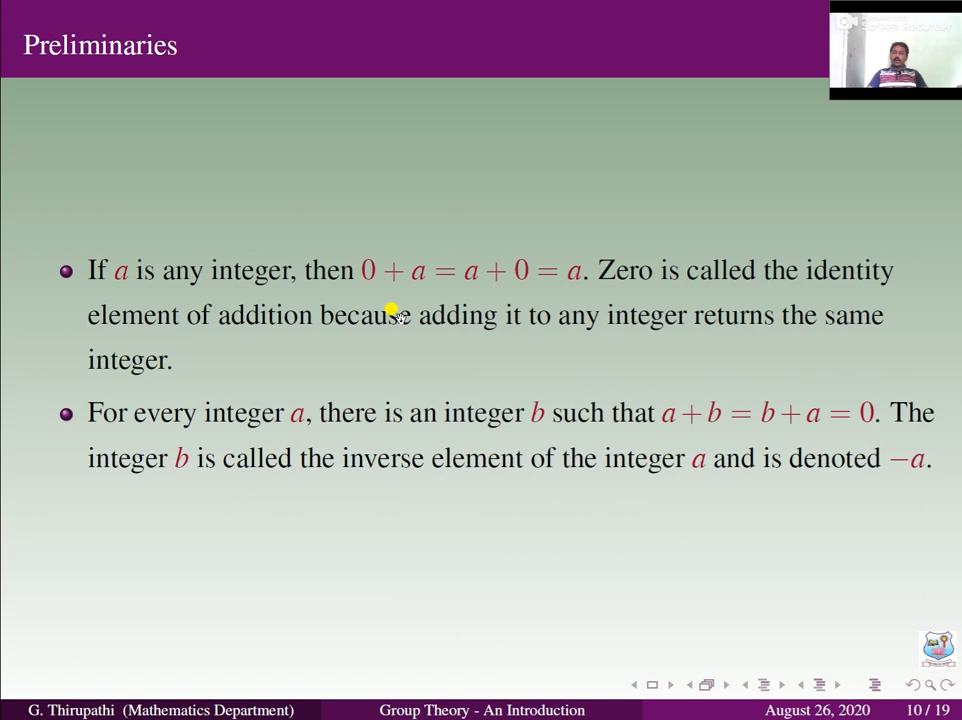 Preliminaries
Screen Recorder
If a is any integer, then 0 + a = a + 0 = a. Zero is called the identity
element of addition because adding it to any integer returns the same
integer.
For every integer a, there is an integer b such that a + b = b + a = 0. The
integer b is called the inverse element of the integer a and is denoted −a.
G. Thirupathi (Mathematics Department) Group Theory - An Introduction August 26, 2020 10 / 19